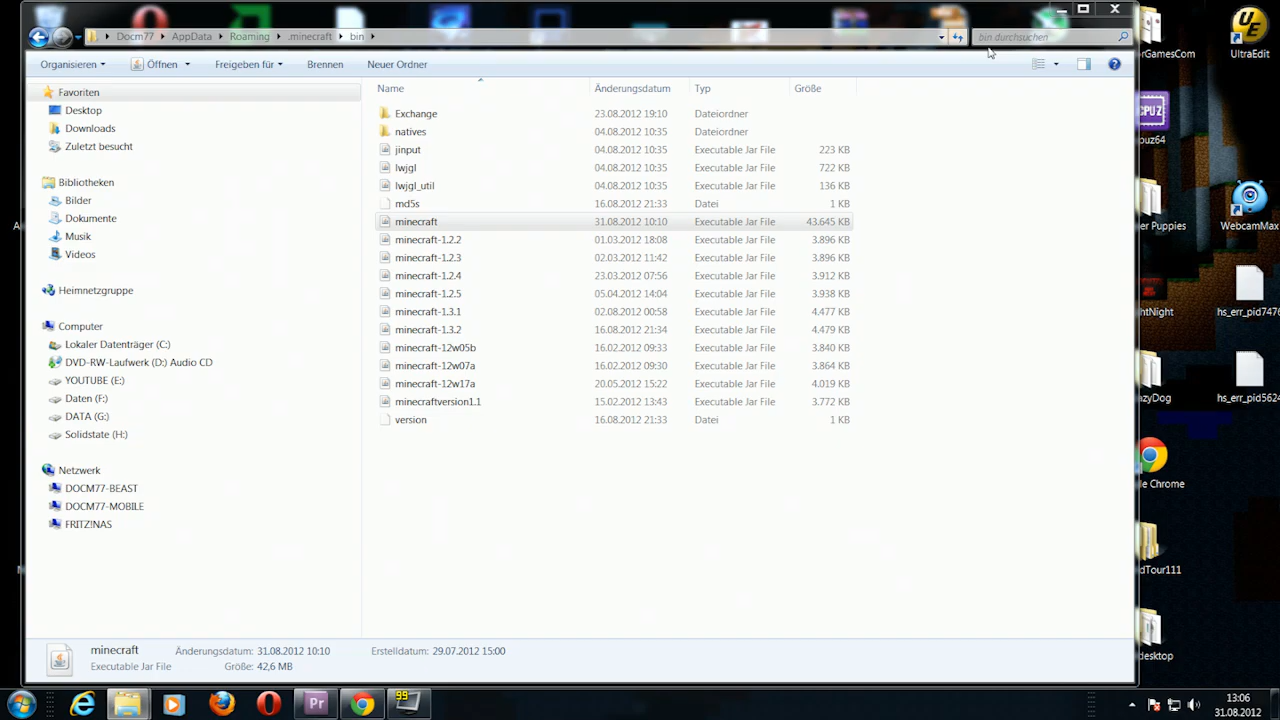 Docm77 AppData Roaming .minecraft bin
bin durchsuchen
Organisieren Öffnen Freigeben für Brennen Neuer Ordner
Favoriten
Desktop
Downloads
Zuletzt besucht
Bibliotheken
Bilder
Dokumente
Musik
Videos
Heimnetzgruppe
Computer
Lokaler Datenträger (C:)
DVD-RW-Laufwerk (D:) Audio CD
YOUTUBE (E:)
Daten (F:)
DATA (G:)
Solidstate (H:)
Netzwerk
DOCM77-BEAST
DOCM77-MOBILE
FRITZ!NAS
Name Änderungsdatum Typ Größe
Exchange 23.08.2012 19:10 Dateiordner
natives 04.08.2012 10:35 Dateiordner
jinput 04.08.2012 10:35 Executable Jar File 223 KB
lwjgl 04.08.2012 10:35 Executable Jar File 722 KB
lwjgl_util 04.08.2012 10:35 Executable Jar File 136 KB
md5s 16.08.2012 21:33 Datei 1 KB
minecraft 31.08.2012 10:10 Executable Jar File 43.645 KB
minecraft-1.2.2 01.03.2012 18:08 Executable Jar File 3.896 KB
minecraft-1.2.3 02.03.2012 11:42 Executable Jar File 3.896 KB
minecraft-1.2.4 23.03.2012 07:56 Executable Jar File 3.912 KB
minecraft-1.2.5 05.04.2012 14:04 Executable Jar File 3.938 KB
minecraft-1.3.1 02.08.2012 00:58 Executable Jar File 4.477 KB
minecraft-1.3.2 16.08.2012 21:34 Executable Jar File 4.479 KB
minecraft-12w05b 16.02.2012 09:33 Executable Jar File 3.840 KB
minecraft-12w07a 16.02.2012 09:30 Executable Jar File 3.864 KB
minecraft-12w17a 20.05.2012 15:22 Executable Jar File 4.019 KB
minecraftversion1.1 15.02.2012 13:43 Executable Jar File 3.772 KB
version 16.08.2012 21:33 Datei 1 KB
minecraft Änderungsdatum: 31.08.2012 10:10 Erstelldatum: 29.07.2012 15:00
Executable Jar File Größe: 42,6 MB
orGamesCom
UltraEdit
CPUZ
puz64
er Puppies
WebcamMax
htNight
hs_err_pid7476
azyDog
hs_err_pid5624
le Chrome
dTour111
desktop
Pr
99
13:06
31.08.2012